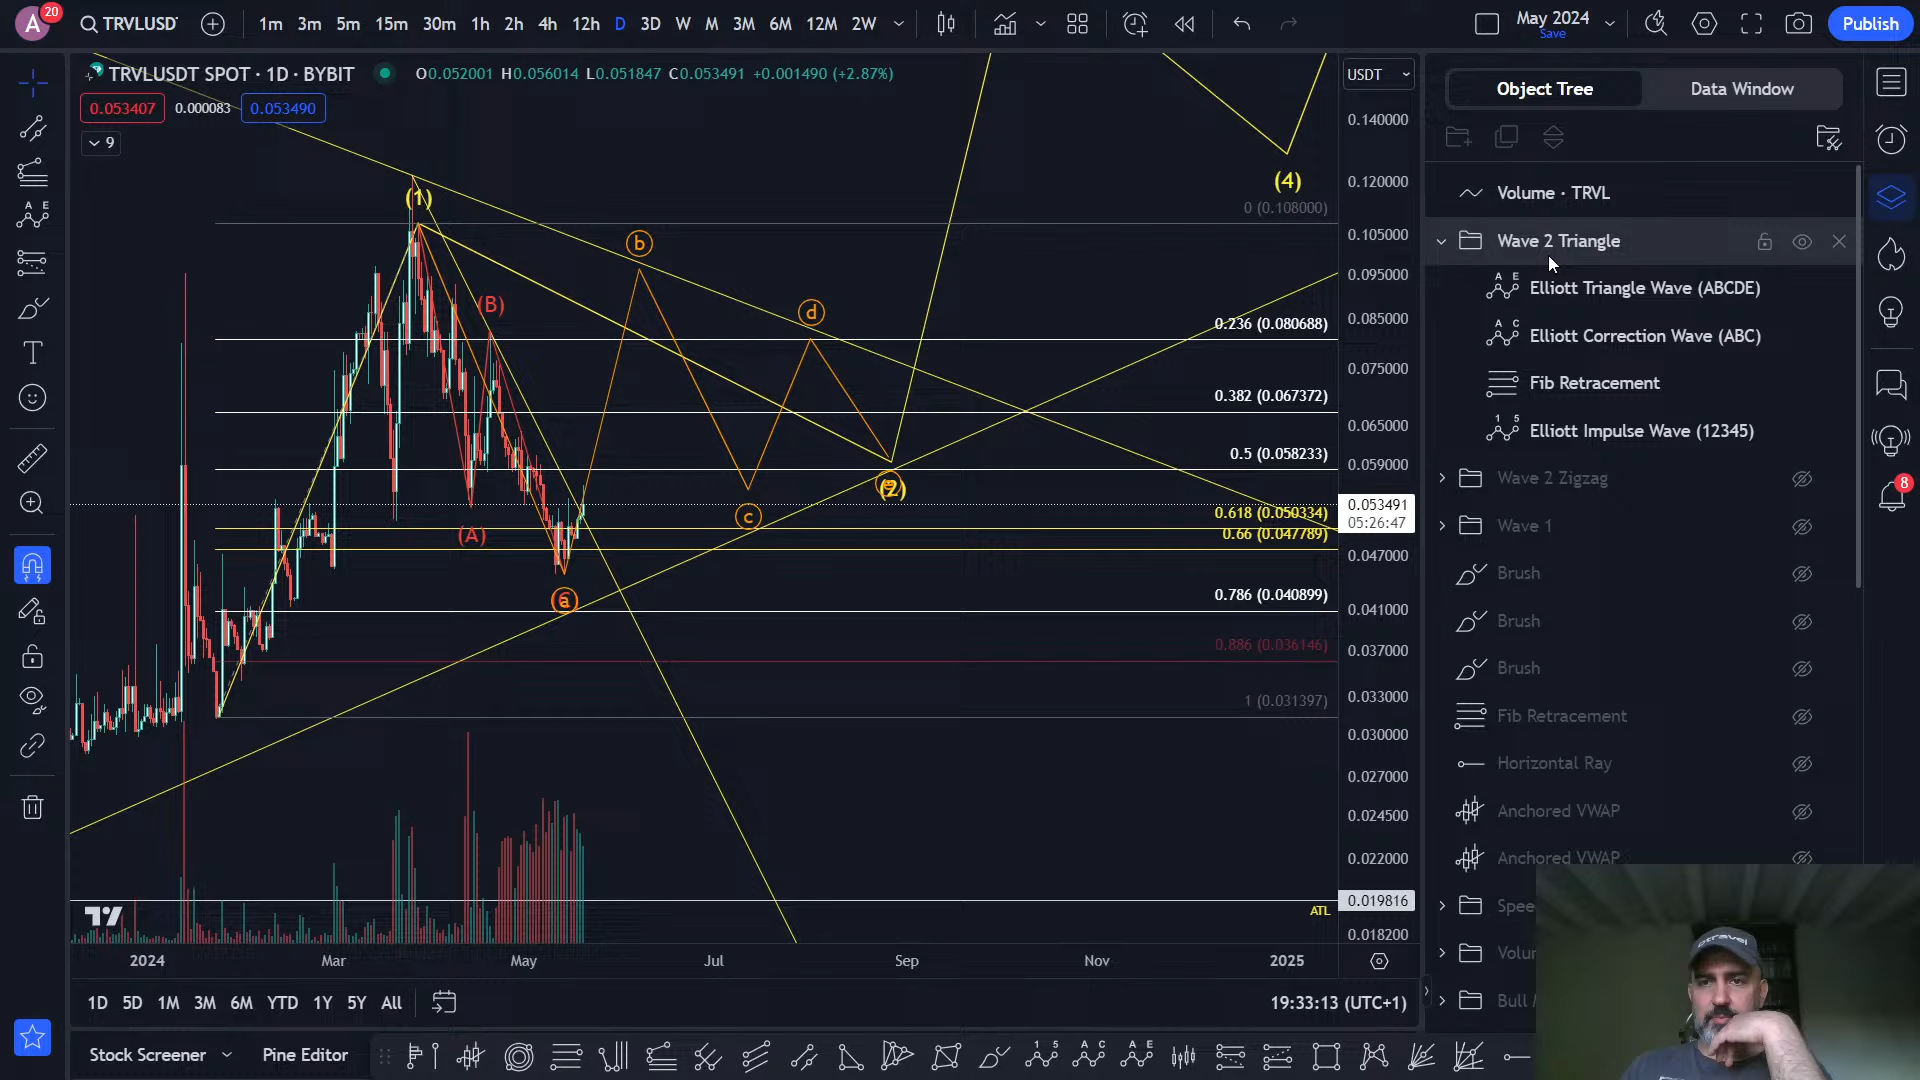 A
20
TRVLUSDT
1m 3m 5m 15m 30m 1h 2h 4h 12h D 3D W M 3M 6M 12M 2W
May 2024
Save
Publish
TRVLUSDT SPOT · 1D · BYBIT
O0.052001 H0.056014 L0.051847 C0.053491 +0.001490 (+2.87%)
0.053407 0.000083 0.053490
9
USDT
0.140000
0.120000
0.105000
0.095000
0.085000
0.075000
0.065000
0.059000
0.053491
05:26:47
0.047000
0.041000
0.037000
0.033000
0.030000
0.027000
0.024500
0.022000
0.019816
0.018200
(1)
(4)
0 (0.108000)
b
(B)
d
0.236 (0.080688)
0.382 (0.067372)
0.5 (0.058233)
(2)
0.618 (0.050334)
c
(A)
0.66 (0.047789)
a
0.786 (0.040899)
0.886 (0.036146)
1 (0.031397)
ATL
2024 Mar May Jul Sep Nov 2025
1D 5D 1M 3M 6M YTD 1Y 5Y All
19:33:13 (UTC+1)
Stock Screener
Pine Editor
Object Tree
Data Window
Volume · TRVL
Wave 2 Triangle
Elliott Triangle Wave (ABCDE)
Elliott Correction Wave (ABC)
Fib Retracement
Elliott Impulse Wave (12345)
Wave 2 Zigzag
Wave 1
Brush
Brush
Brush
Fib Retracement
Horizontal Ray
Anchored VWAP
Anchored VWAP
Spee
Volur
Bull
8